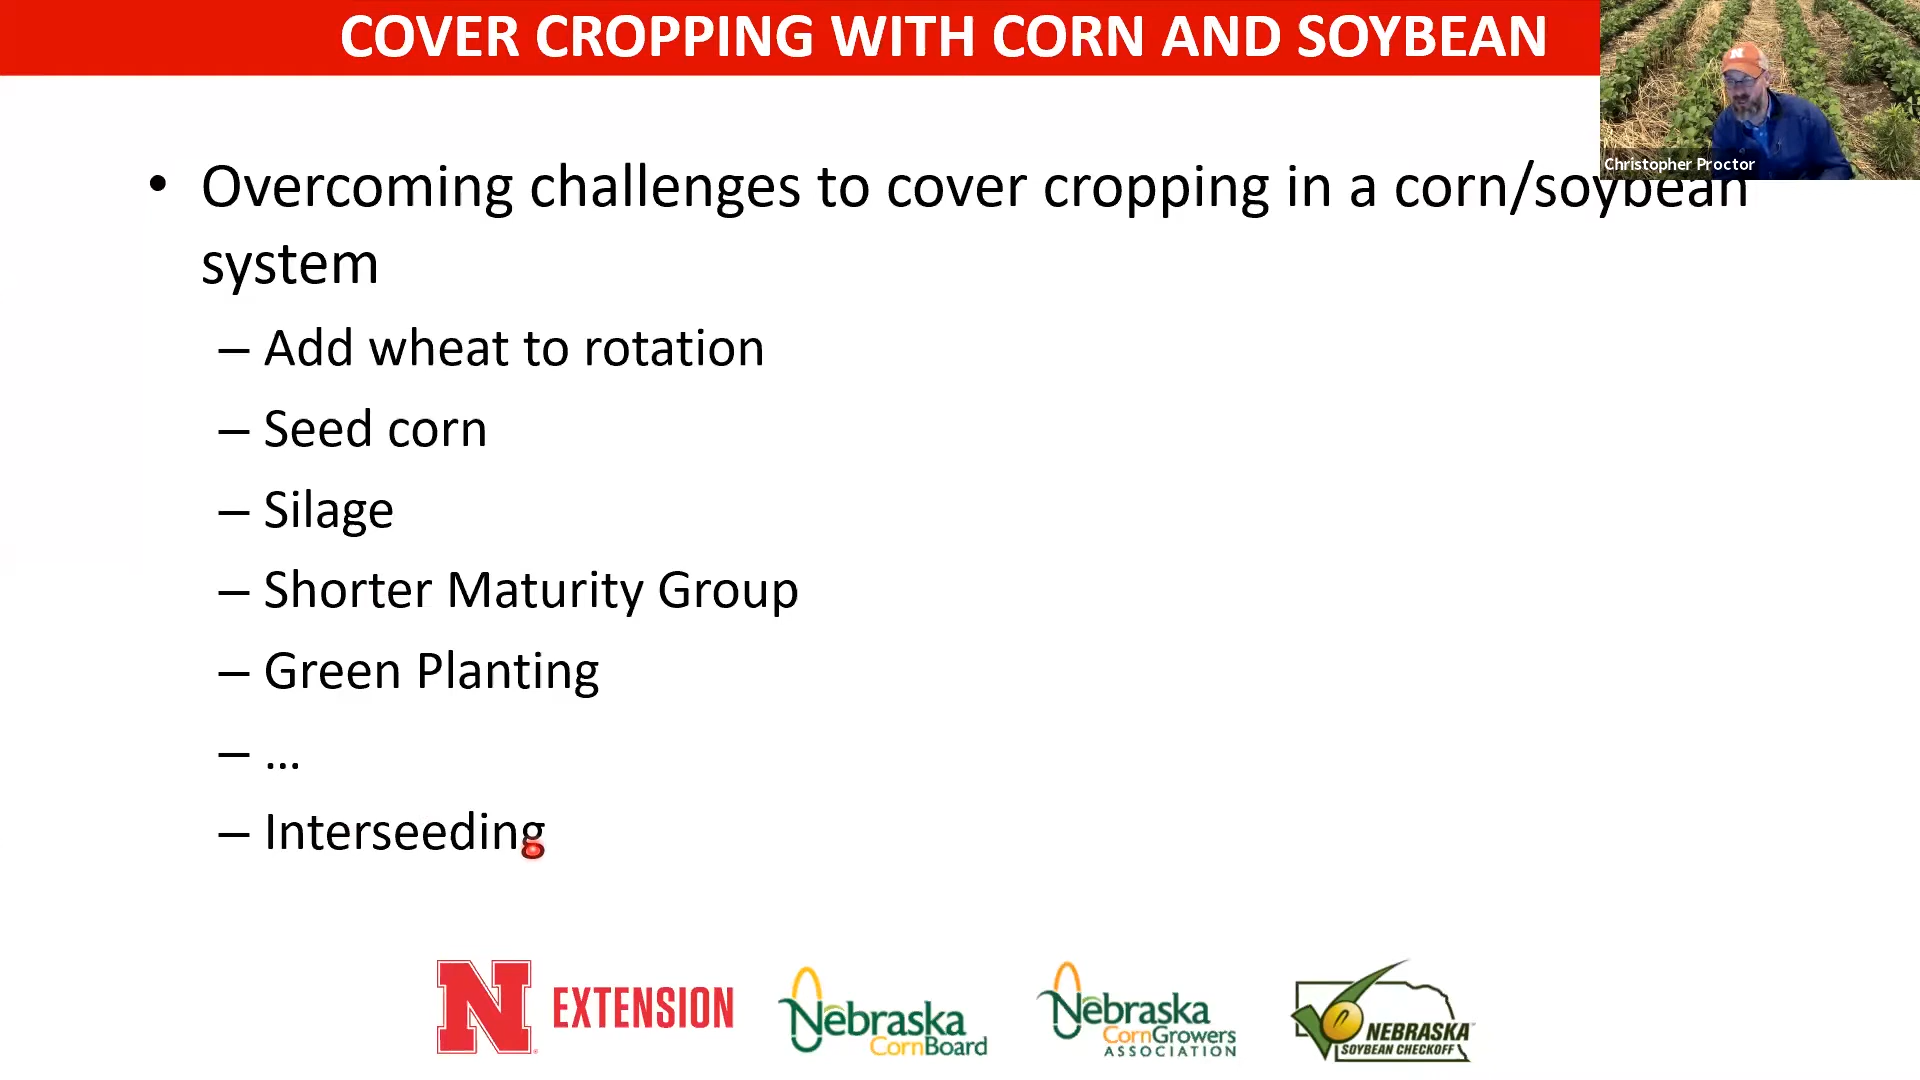 COVER CROPPING WITH CORN AND SOYBEAN
N
Christopher Proctor
• Overcoming challenges to cover cropping in a corn/soybean
system
– Add wheat to rotation
– Seed corn
– Silage
– Shorter Maturity Group
– Green Planting
– ...
– Interseeding
N EXTENSION
Nebraska
CornBoard
Nebraska
CornGrowers
ASSOCIATION
NEBRASKA
SOYBEAN CHECKOFF